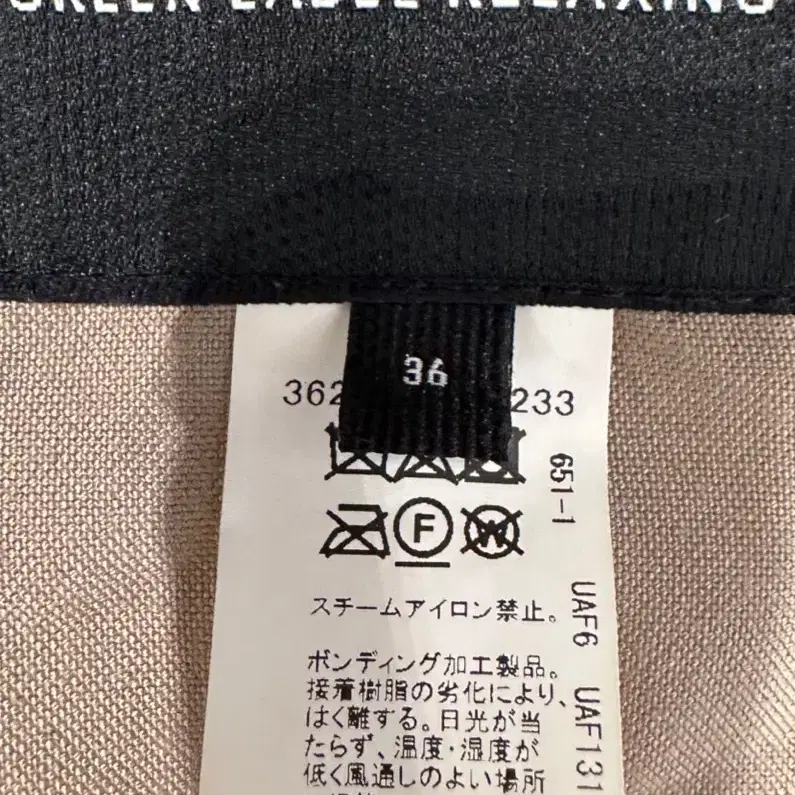 GREEN LABEL RELAXING
36
362 233
651-1
F
W
スチームアイロン禁止。
UAF6 UAF131
ボンディング加工製品。
接着樹脂の劣化により、
はく離する。日光が当
たらず、温度・湿度が
低く風通しのよい場所